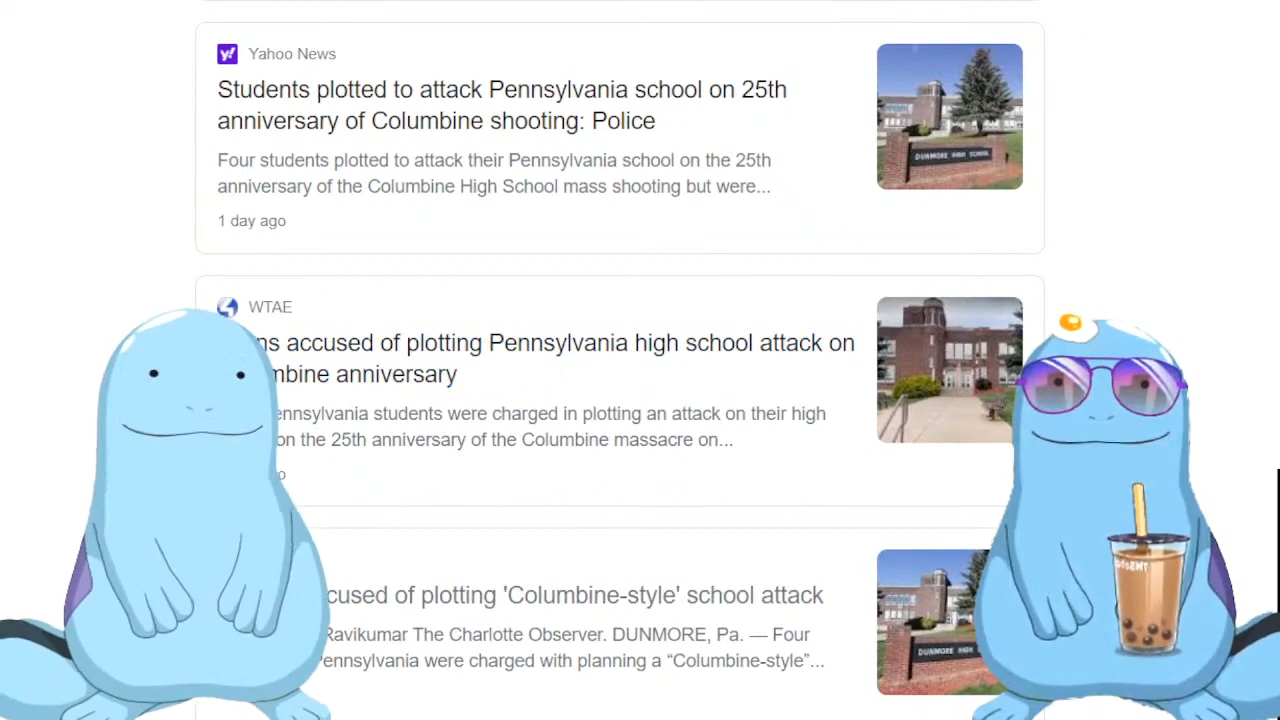 Yahoo News
Students plotted to attack Pennsylvania school on 25th
anniversary of Columbine shooting: Police
Four students plotted to attack their Pennsylvania school on the 25th
anniversary of the Columbine High School mass shooting but were...
1 day ago
DUNMORE HIGH SCHOOL
WTAE
ns accused of plotting Pennsylvania high school attack on
mbine anniversary
ennsylvania students were charged in plotting an attack on their high
on the 25th anniversary of the Columbine massacre on...
o
cused of plotting 'Columbine-style' school attack
Ravikumar The Charlotte Observer. DUNMORE, Pa. — Four
ennsylvania were charged with planning a “Columbine-style”...
DUNMORE HIGH